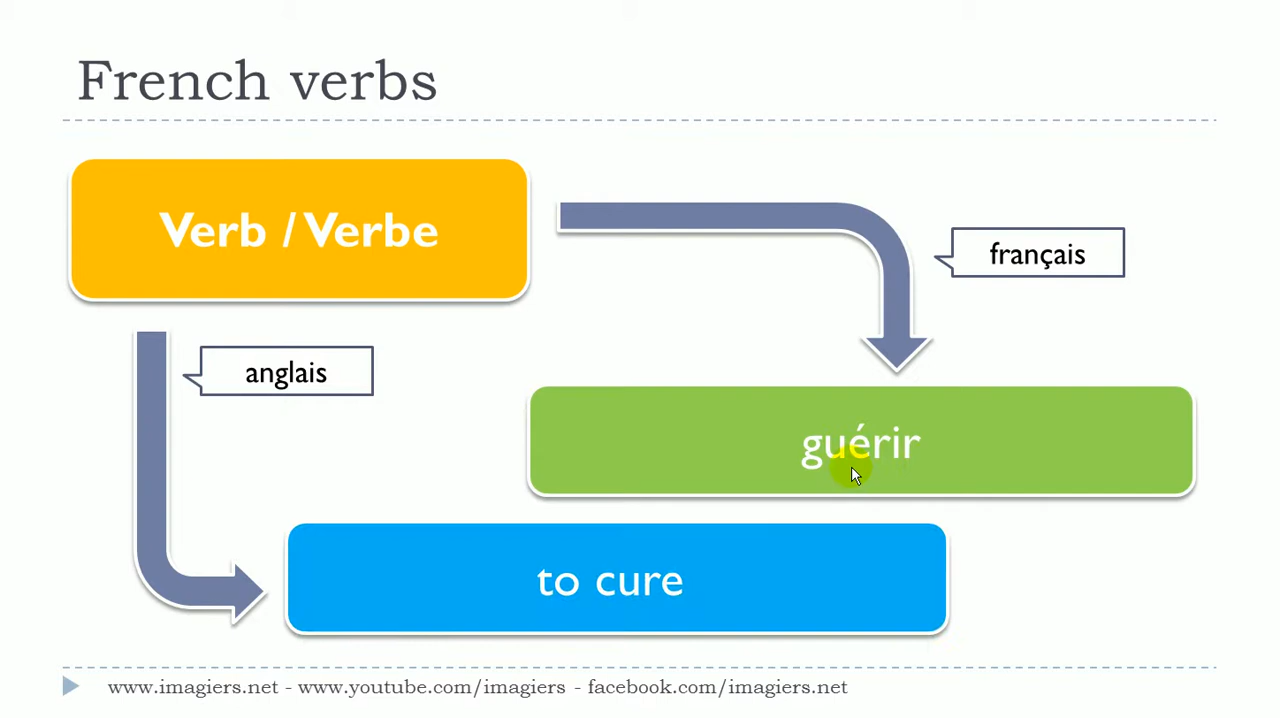 French verbs
Verb / Verbe
français
anglais
guérir
to cure
www.imagiers.net - www.youtube.com/imagiers - facebook.com/imagiers.net